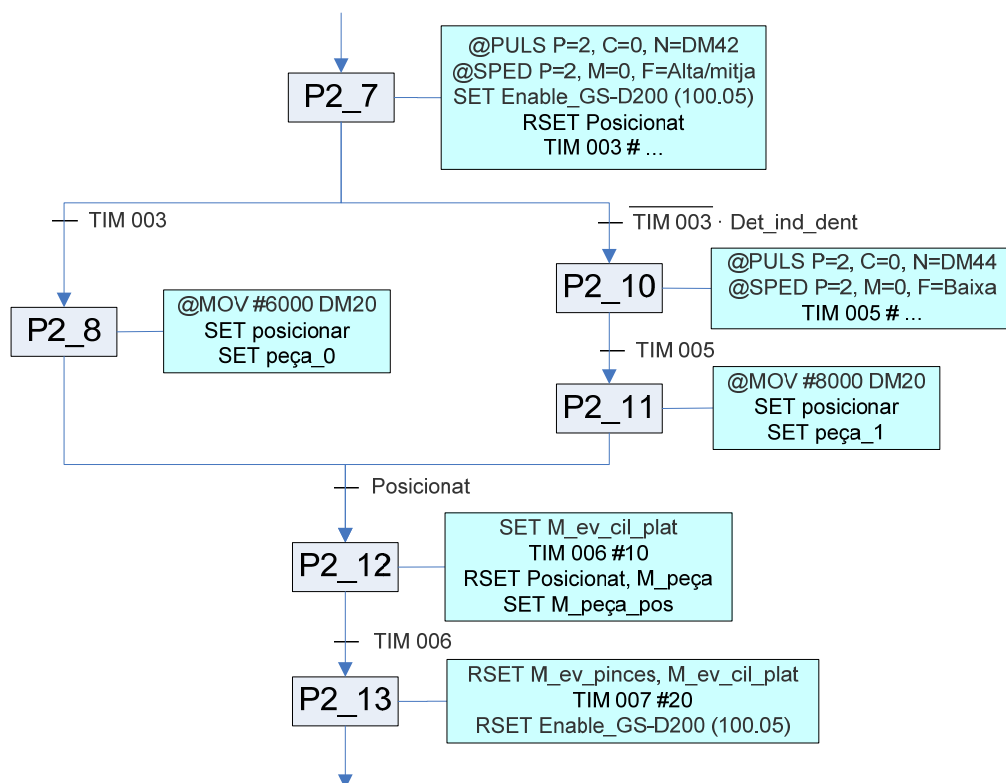 @PULS P=2, C=0, N=DM42
@SPED P=2, M=0, F=Alta/mitja
SET Enable_GS-D200 (100.05)
RSET Posicionat
TIM 003 # ...
P2_7
TIM 003
TIM 003 · Det_ind_dent
@PULS P=2, C=0, N=DM44
@SPED P=2, M=0, F=Baixa
TIM 005 # ...
P2_10
@MOV #6000 DM20
SET posicionar
SET peça_0
P2_8
TIM 005
@MOV #8000 DM20
SET posicionar
SET peça_1
P2_11
Posicionat
SET M_ev_cil_plat
TIM 006 #10
RSET Posicionat, M_peça
SET M_peça_pos
P2_12
TIM 006
RSET M_ev_pinces, M_ev_cil_plat
TIM 007 #20
RSET Enable_GS-D200 (100.05)
P2_13